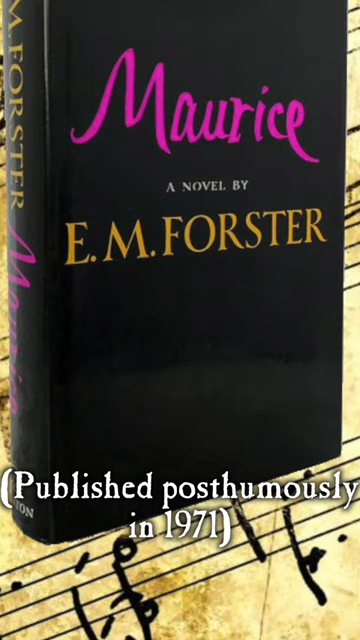 Maurice
A NOVEL BY
E. M. FORSTER
M. FORSTER Maurice
(Published posthumously
in 1971)